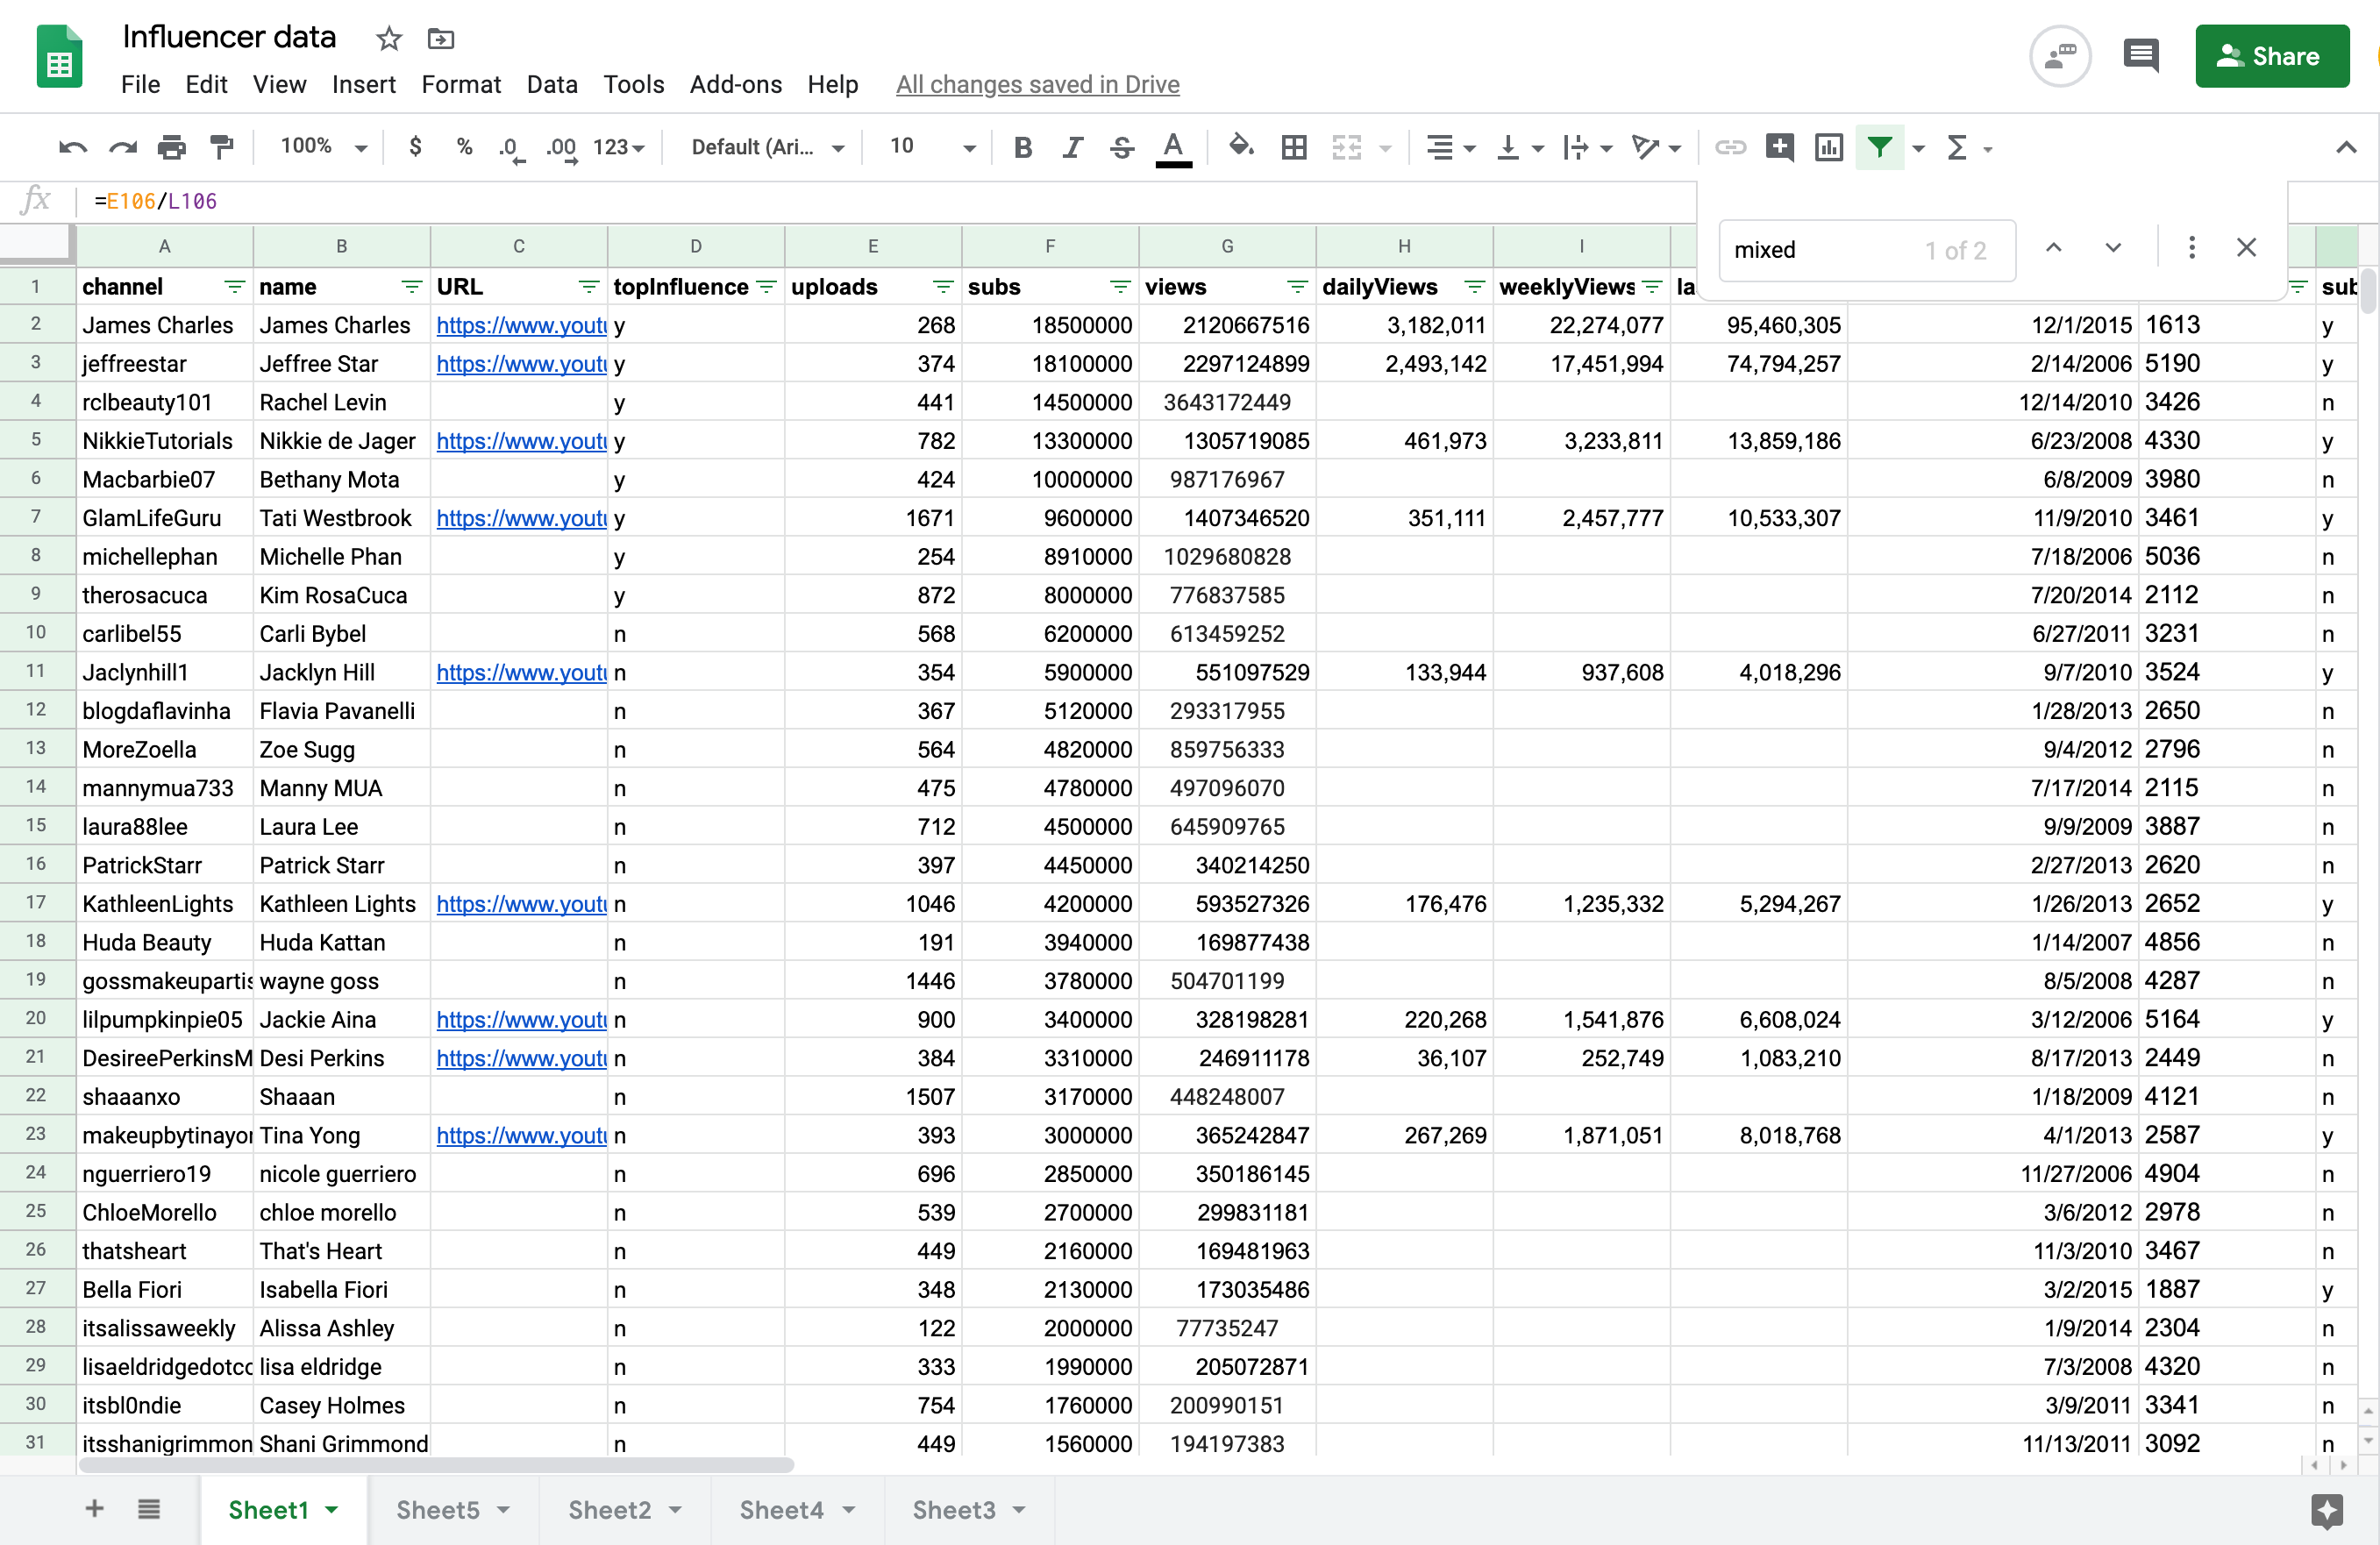 Influencer data
File Edit View Insert Format Data Tools Add-ons Help All changes saved in Drive
Share
100% $ % .0 .00 123 Default (Ari... 10 B I S A Σ
fx =E106/L106
mixed 1 of 2
A B C D E F G H I
1 channel name URL topInfluence uploads subs views dailyViews weeklyViews la sub
2 James Charles James Charles https://www.youtu y 268 18500000 2120667516 3,182,011 22,274,077 95,460,305 12/1/2015 1613 y
3 jeffreestar Jeffree Star https://www.youtu y 374 18100000 2297124899 2,493,142 17,451,994 74,794,257 2/14/2006 5190 y
4 rclbeauty101 Rachel Levin y 441 14500000 3643172449 12/14/2010 3426 n
5 NikkieTutorials Nikkie de Jager https://www.youtu y 782 13300000 1305719085 461,973 3,233,811 13,859,186 6/23/2008 4330 y
6 Macbarbie07 Bethany Mota y 424 10000000 987176967 6/8/2009 3980 n
7 GlamLifeGuru Tati Westbrook https://www.youtu y 1671 9600000 1407346520 351,111 2,457,777 10,533,307 11/9/2010 3461 y
8 michellephan Michelle Phan y 254 8910000 1029680828 7/18/2006 5036 n
9 therosacuca Kim RosaCuca y 872 8000000 776837585 7/20/2014 2112 n
10 carlibel55 Carli Bybel n 568 6200000 613459252 6/27/2011 3231 n
11 Jaclynhill1 Jacklyn Hill https://www.youtu n 354 5900000 551097529 133,944 937,608 4,018,296 9/7/2010 3524 y
12 blogdaflavinha Flavia Pavanelli n 367 5120000 293317955 1/28/2013 2650 n
13 MoreZoella Zoe Sugg n 564 4820000 859756333 9/4/2012 2796 n
14 mannymua733 Manny MUA n 475 4780000 497096070 7/17/2014 2115 n
15 laura88lee Laura Lee n 712 4500000 645909765 9/9/2009 3887 n
16 PatrickStarr Patrick Starr n 397 4450000 340214250 2/27/2013 2620 n
17 KathleenLights Kathleen Lights https://www.youtu n 1046 4200000 593527326 176,476 1,235,332 5,294,267 1/26/2013 2652 y
18 Huda Beauty Huda Kattan n 191 3940000 169877438 1/14/2007 4856 n
19 gossmakeupartis wayne goss n 1446 3780000 504701199 8/5/2008 4287 n
20 lilpumpkinpie05 Jackie Aina https://www.youtu n 900 3400000 328198281 220,268 1,541,876 6,608,024 3/12/2006 5164 y
21 DesireePerkinsM Desi Perkins https://www.youtu n 384 3310000 246911178 36,107 252,749 1,083,210 8/17/2013 2449 n
22 shaaanxo Shaaan n 1507 3170000 448248007 1/18/2009 4121 n
23 makeupbytinayon Tina Yong https://www.youtu n 393 3000000 365242847 267,269 1,871,051 8,018,768 4/1/2013 2587 y
24 nguerriero19 nicole guerriero n 696 2850000 350186145 11/27/2006 4904 n
25 ChloeMorello chloe morello n 539 2700000 299831181 3/6/2012 2978 n
26 thatsheart That's Heart n 449 2160000 169481963 11/3/2010 3467 n
27 Bella Fiori Isabella Fiori n 348 2130000 173035486 3/2/2015 1887 y
28 itsalissaweekly Alissa Ashley n 122 2000000 77735247 1/9/2014 2304 n
29 lisaeldridgedotco lisa eldridge n 333 1990000 205072871 7/3/2008 4320 n
30 itsbl0ndie Casey Holmes n 754 1760000 200990151 3/9/2011 3341 n
31 itsshanigrimmon Shani Grimmond n 449 1560000 194197383 11/13/2011 3092 n
+ Sheet1 Sheet5 Sheet2 Sheet4 Sheet3